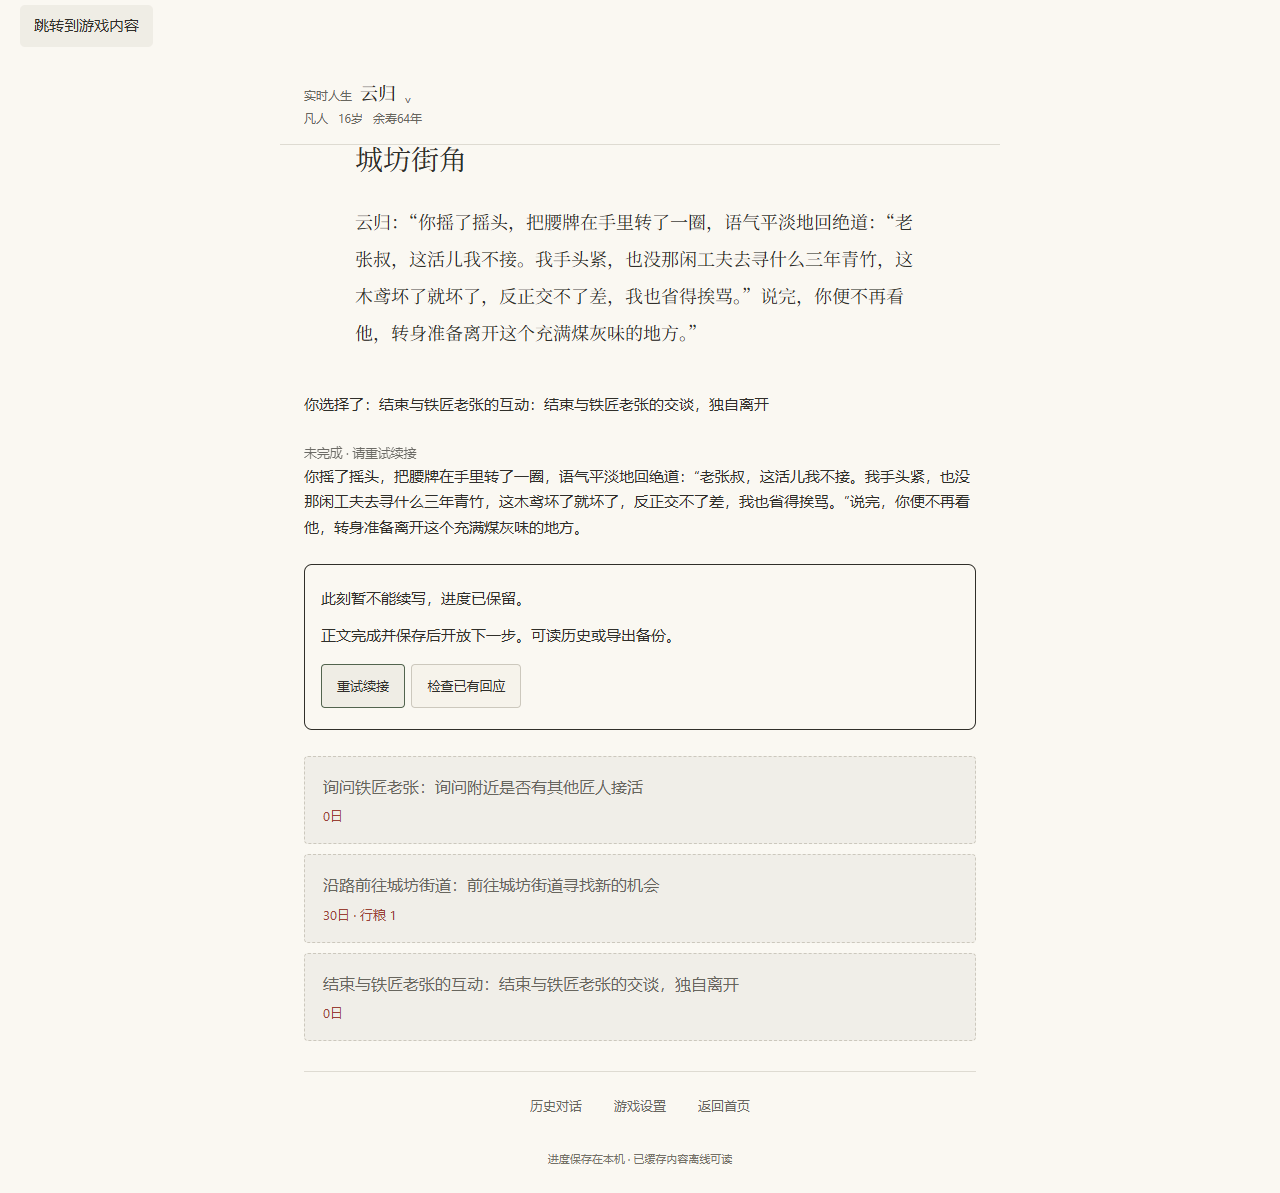 跳转到游戏内容
实时人生 云归 v
凡人 16岁 余寿64年
城坊街角
云归：“你摇了摇头，把腰牌在手里转了一圈，语气平淡地回绝道：“老
张叔，这活儿我不接。我手头紧，也没那闲工夫去寻什么三年青竹，这
木鸢坏了就坏了，反正交不了差，我也省得挨骂。”说完，你便不再看
他，转身准备离开这个充满煤灰味的地方。”
你选择了：结束与铁匠老张的互动：结束与铁匠老张的交谈，独自离开
未完成 · 请重试续接
你摇了摇头，把腰牌在手里转了一圈，语气平淡地回绝道：“老张叔，这活儿我不接。我手头紧，也没
那闲工夫去寻什么三年青竹，这木鸢坏了就坏了，反正交不了差，我也省得挨骂。”说完，你便不再看
他，转身准备离开这个充满煤灰味的地方。
此刻暂不能续写，进度已保留。
正文完成并保存后开放下一步。可读历史或导出备份。
重试续接 检查已有回应
询问铁匠老张：询问附近是否有其他匠人接活
0日
沿路前往城坊街道：前往城坊街道寻找新的机会
30日 · 行粮 1
结束与铁匠老张的互动：结束与铁匠老张的交谈，独自离开
0日
历史对话 游戏设置 返回首页
进度保存在本机 · 已缓存内容离线可读